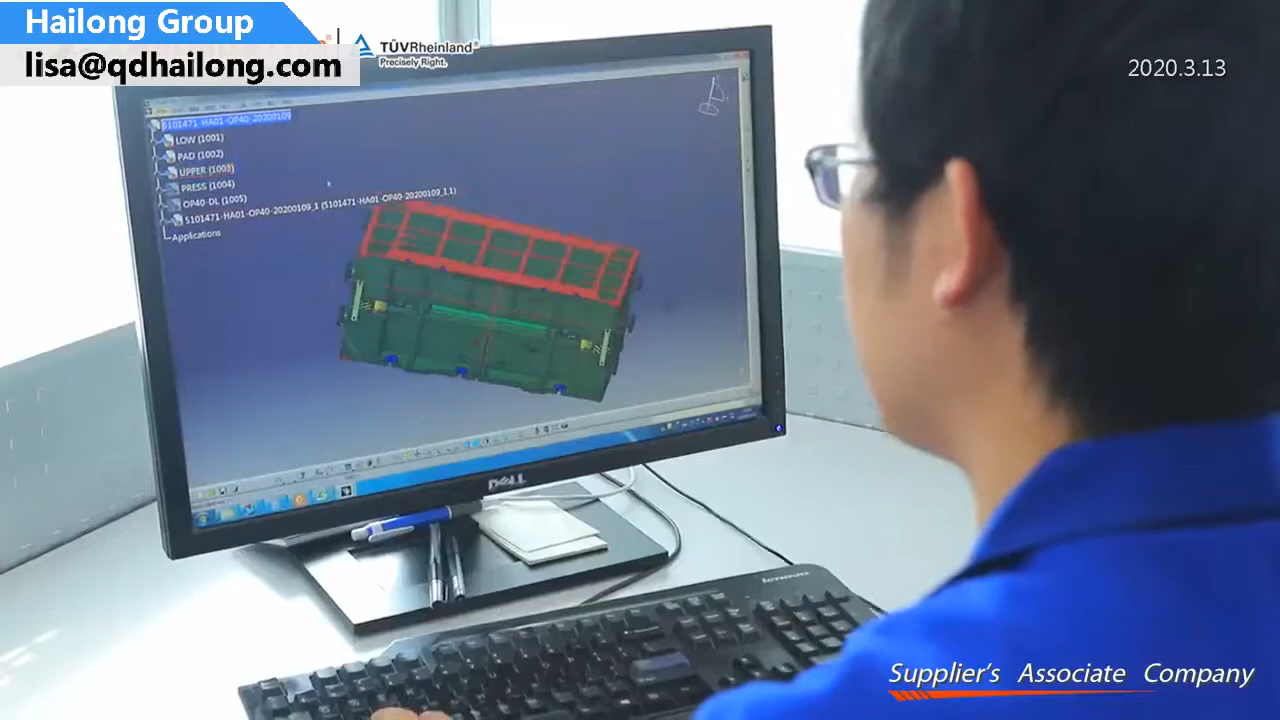 Hailong Group
lisa@qdhailong.com
TÜVRheinland®
Precisely Right.
2020.3.13
5101471-HA01-OP40-20200109
LOW (1001)
PAD (1002)
UPPER (1003)
PRESS (1004)
OP40-DL (1005)
5101471-HA01-OP40-20200109_1 (5101471-HA01-OP40-20200109_1.1)
Applications
DELL
lenovo
Supplier's Associate Company